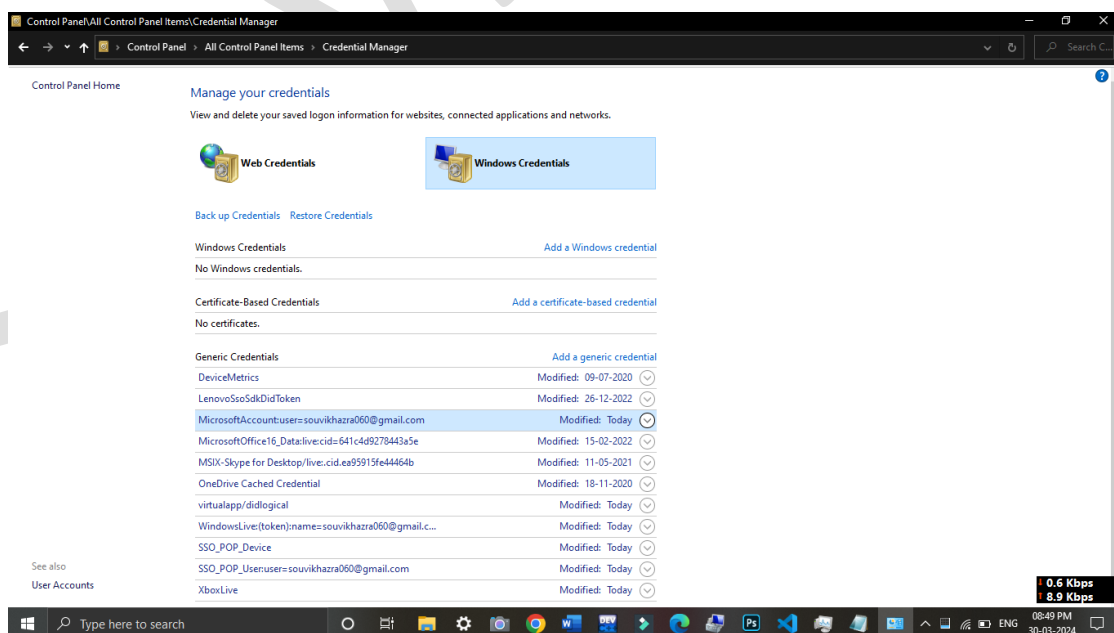 Control Panel\All Control Panel Items\Credential Manager
Control Panel > All Control Panel Items > Credential Manager
Search C...
Control Panel Home
Manage your credentials
View and delete your saved logon information for websites, connected applications and networks.
Web Credentials
Windows Credentials
Back up Credentials Restore Credentials
Windows Credentials Add a Windows credential
No Windows credentials.
Certificate-Based Credentials Add a certificate-based credential
No certificates.
Generic Credentials Add a generic credential
DeviceMetrics Modified: 09-07-2020
LenovoSsoSdkDidToken Modified: 26-12-2022
MicrosoftAccount:user=souvikhazra060@gmail.com Modified: Today
MicrosoftOffice16_Data:live:cid=641c4d9278443a5e Modified: 15-02-2022
MSIX-Skype for Desktop/live:.cid.ea95915fe44464b Modified: 11-05-2021
OneDrive Cached Credential Modified: 18-11-2020
virtualapp/didlogical Modified: Today
WindowsLive:(token):name=souvikhazra060@gmail.c... Modified: Today
SSO_POP_Device Modified: Today
SSO_POP_User:user=souvikhazra060@gmail.com Modified: Today
XboxLive Modified: Today
See also
User Accounts
0.6 Kbps
8.9 Kbps
Type here to search
W
DEV
Ps
ENG
08:49 PM
30-03-2024